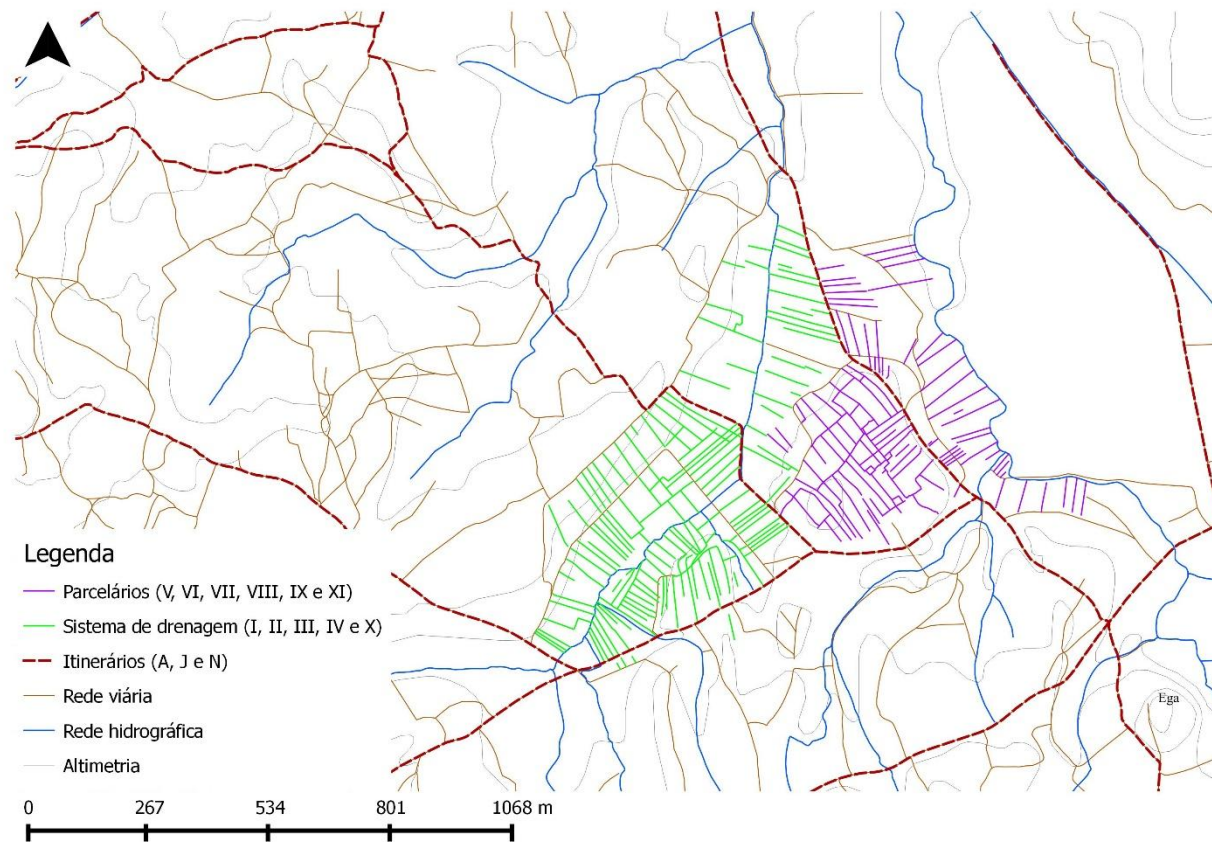 Ega
Legenda
Parcelários (V, VI, VII, VIII, IX e XI)
Sistema de drenagem (I, II, III, IV e X)
Itinerários (A, J e N)
Rede viária
Rede hidrográfica
Altimetria
0 267 534 801 1068 m